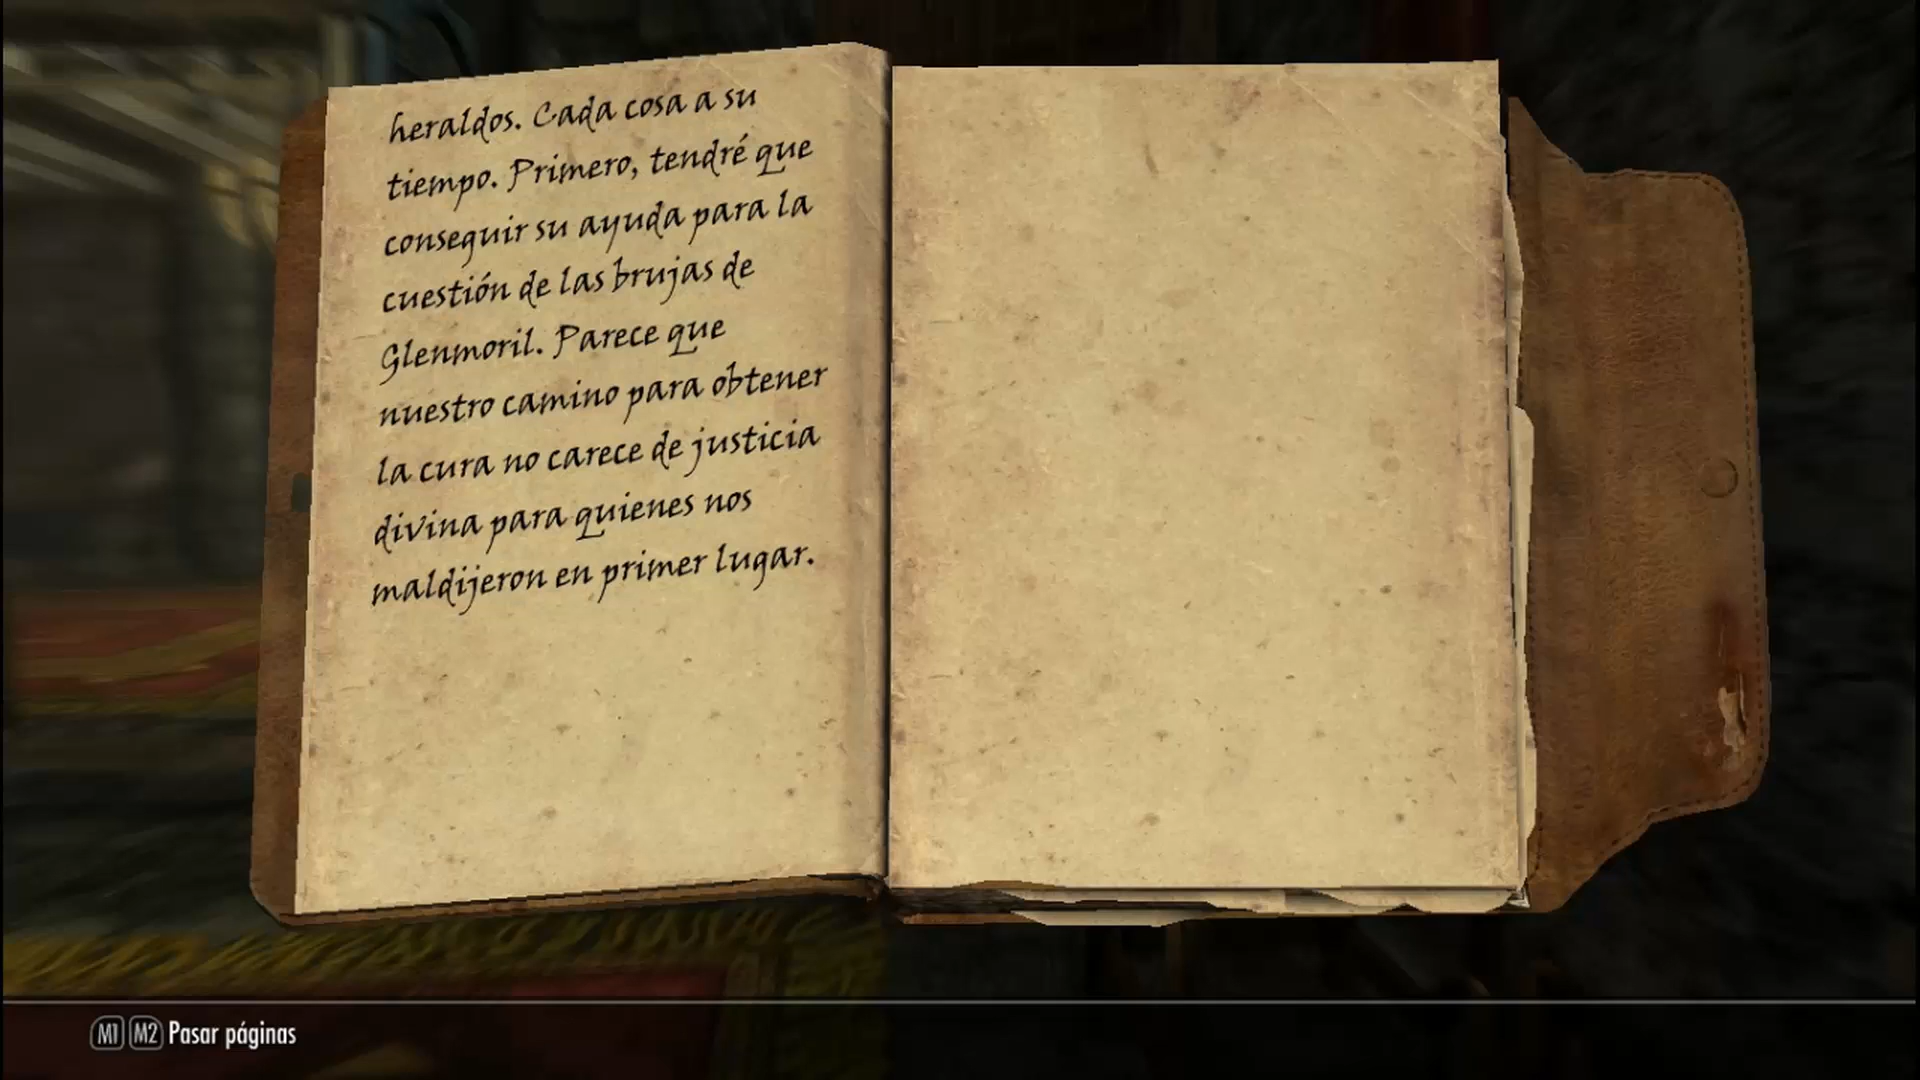 heraldos. Cada cosa a su
tiempo. Primero, tendré que
conseguir su ayuda para la
cuestión de las brujas de
Glenmoril. Parece que
nuestro camino para obtener
la cura no carece de justicia
divina para quienes nos
maldijeron en primer lugar.
M1 M2 Pasar páginas